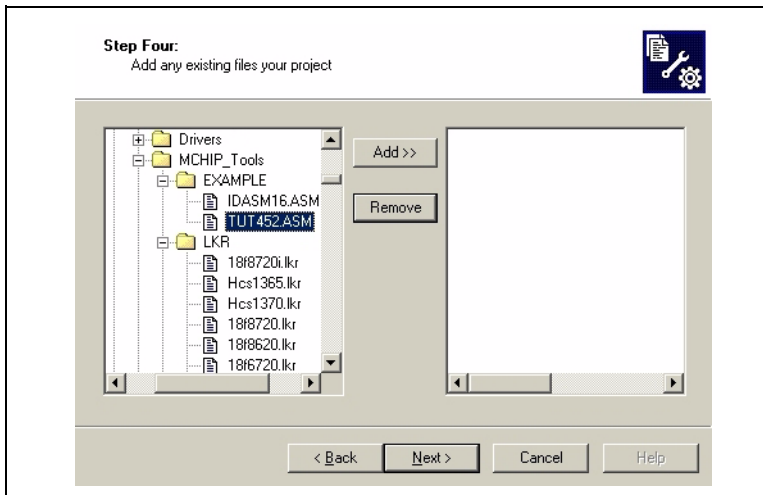 Step Four:
Add any existing files your project
Drivers
MCHIP_Tools
EXAMPLE
IDASM16.ASM
TUT452.ASM
LKR
18f8720i.lkr
Hcs1365.lkr
Hcs1370.lkr
18f8720.lkr
18f8620.lkr
18f6720.lkr
Add >>
Remove
< Back
Next >
Cancel
Help